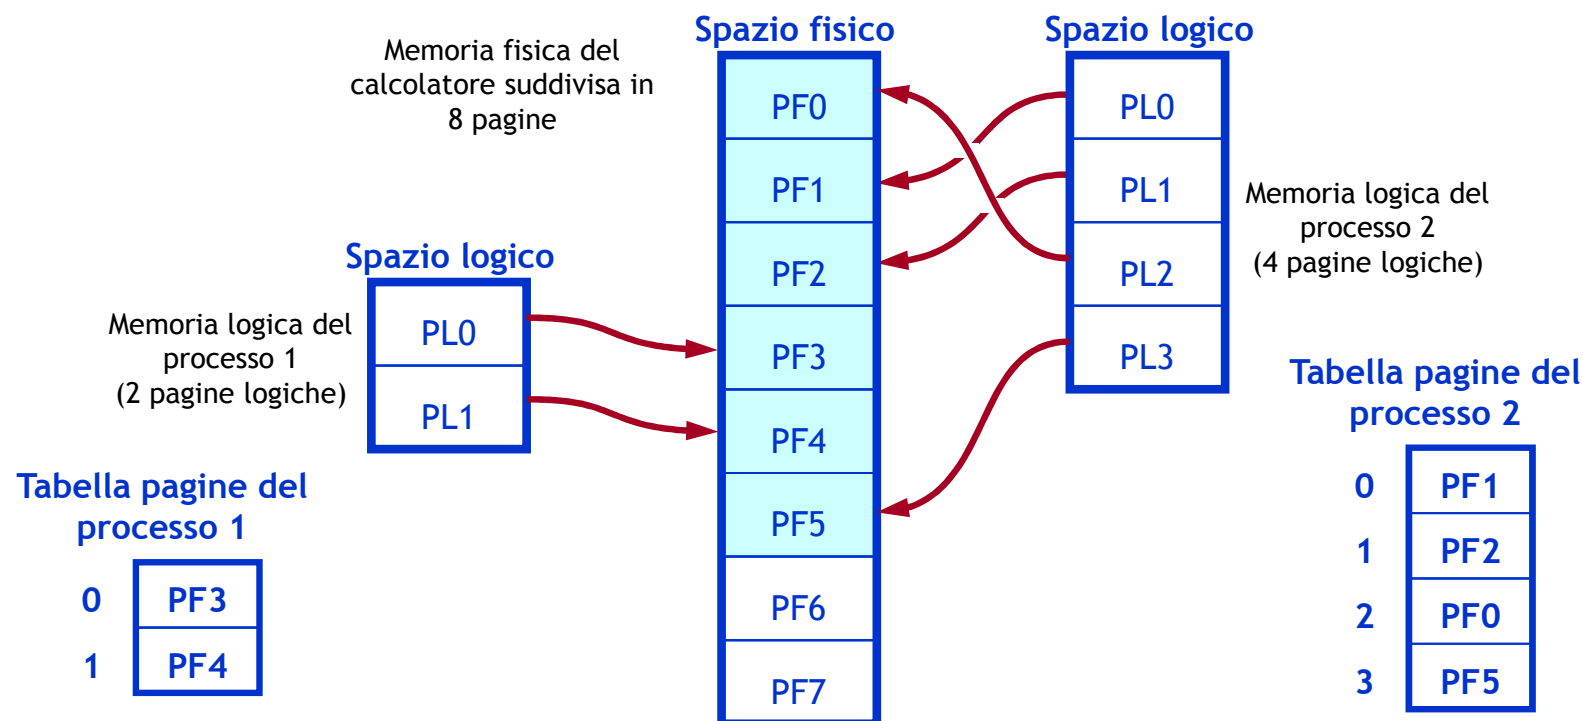 Memoria fisica del
calcolatore suddivisa in
8 pagine
Spazio fisico
PF0
PF1
PF2
PF3
PF4
PF5
PF6
PF7
Spazio logico
PL0
PL1
PL2
PL3
Memoria logica del
processo 2
(4 pagine logiche)
Spazio logico
PL0
PL1
Memoria logica del
processo 1
(2 pagine logiche)
Tabella pagine del
processo 1
0 PF3
1 PF4
Tabella pagine del
processo 2
0 PF1
1 PF2
2 PF0
3 PF5